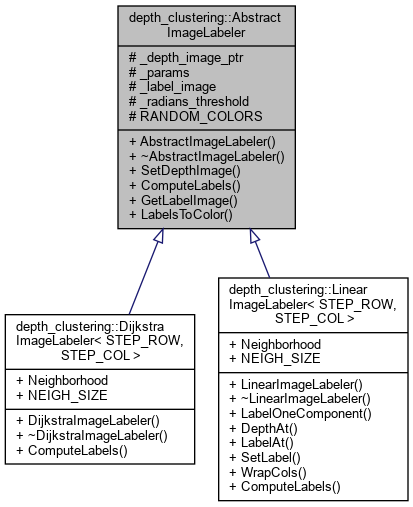 depth_clustering::Abstract
ImageLabeler
# _depth_image_ptr
# _params
# _label_image
# _radians_threshold
# RANDOM_COLORS
+ AbstractImageLabeler()
+ ~AbstractImageLabeler()
+ SetDepthImage()
+ ComputeLabels()
+ GetLabelImage()
+ LabelsToColor()
depth_clustering::Dijkstra
ImageLabeler< STEP_ROW,
STEP_COL >
+ Neighborhood
+ NEIGH_SIZE
+ DijkstraImageLabeler()
+ ~DijkstraImageLabeler()
+ ComputeLabels()
depth_clustering::Linear
ImageLabeler< STEP_ROW,
STEP_COL >
+ Neighborhood
+ NEIGH_SIZE
+ LinearImageLabeler()
+ ~LinearImageLabeler()
+ LabelOneComponent()
+ DepthAt()
+ LabelAt()
+ SetLabel()
+ WrapCols()
+ ComputeLabels()